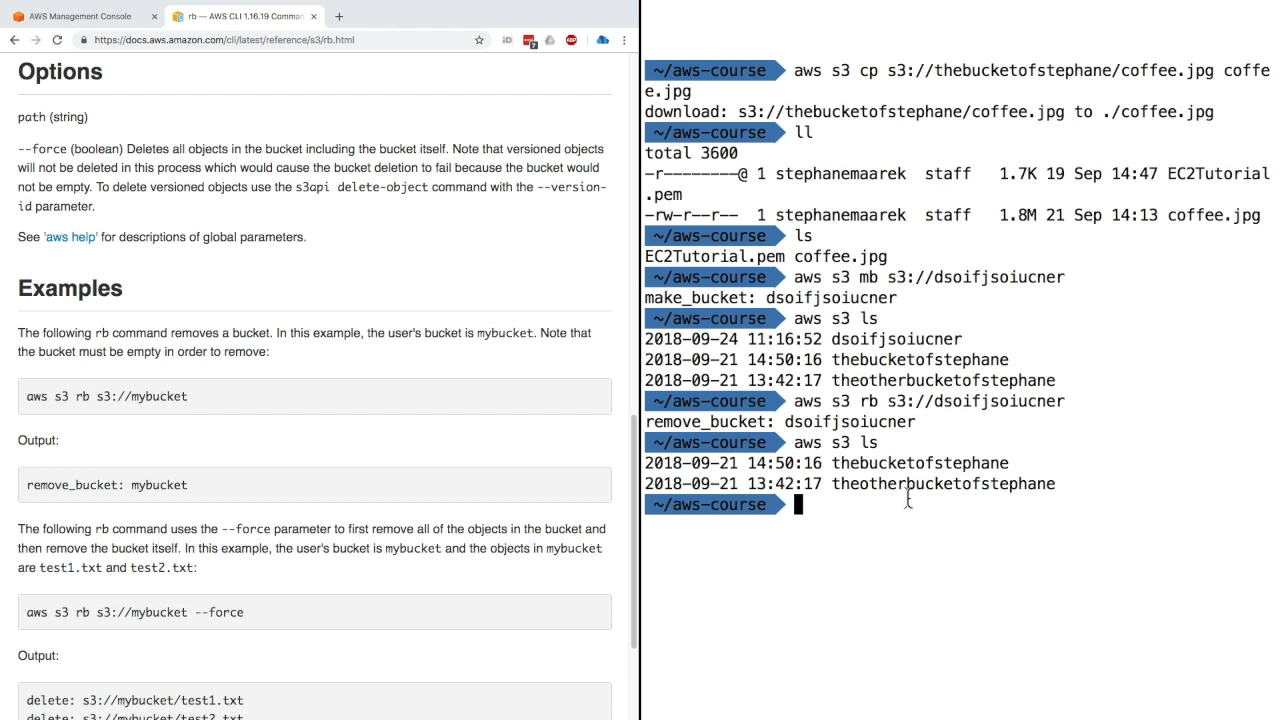 AWS Management Console
rb — AWS CLI 1.16.19 Comman
https://docs.aws.amazon.com/cli/latest/reference/s3/rb.html
iD
7
ABP
Options
path (string)
--force (boolean) Deletes all objects in the bucket including the bucket itself. Note that versioned objects
will not be deleted in this process which would cause the bucket deletion to fail because the bucket would
not be empty. To delete versioned objects use the s3api delete-object command with the --version-
id parameter.
See 'aws help' for descriptions of global parameters.
Examples
The following rb command removes a bucket. In this example, the user's bucket is mybucket. Note that
the bucket must be empty in order to remove:
aws s3 rb s3://mybucket
Output:
remove_bucket: mybucket
The following rb command uses the --force parameter to first remove all of the objects in the bucket and
then remove the bucket itself. In this example, the user's bucket is mybucket and the objects in mybucket
are test1.txt and test2.txt:
aws s3 rb s3://mybucket --force
Output:
delete: s3://mybucket/test1.txt
delete: s3://mybucket/test2.txt
~/aws-course aws s3 cp s3://thebucketofstephane/coffee.jpg coffe
e.jpg
download: s3://thebucketofstephane/coffee.jpg to ./coffee.jpg
~/aws-course ll
total 3600
-r--------@ 1 stephanemaarek staff 1.7K 19 Sep 14:47 EC2Tutorial
.pem
-rw-r--r-- 1 stephanemaarek staff 1.8M 21 Sep 14:13 coffee.jpg
~/aws-course ls
EC2Tutorial.pem coffee.jpg
~/aws-course aws s3 mb s3://dsoifjsoiucner
make_bucket: dsoifjsoiucner
~/aws-course aws s3 ls
2018-09-24 11:16:52 dsoifjsoiucner
2018-09-21 14:50:16 thebucketofstephane
2018-09-21 13:42:17 theotherbucketofstephane
~/aws-course aws s3 rb s3://dsoifjsoiucner
remove_bucket: dsoifjsoiucner
~/aws-course aws s3 ls
2018-09-21 14:50:16 thebucketofstephane
2018-09-21 13:42:17 theotherbucketofstephane
~/aws-course